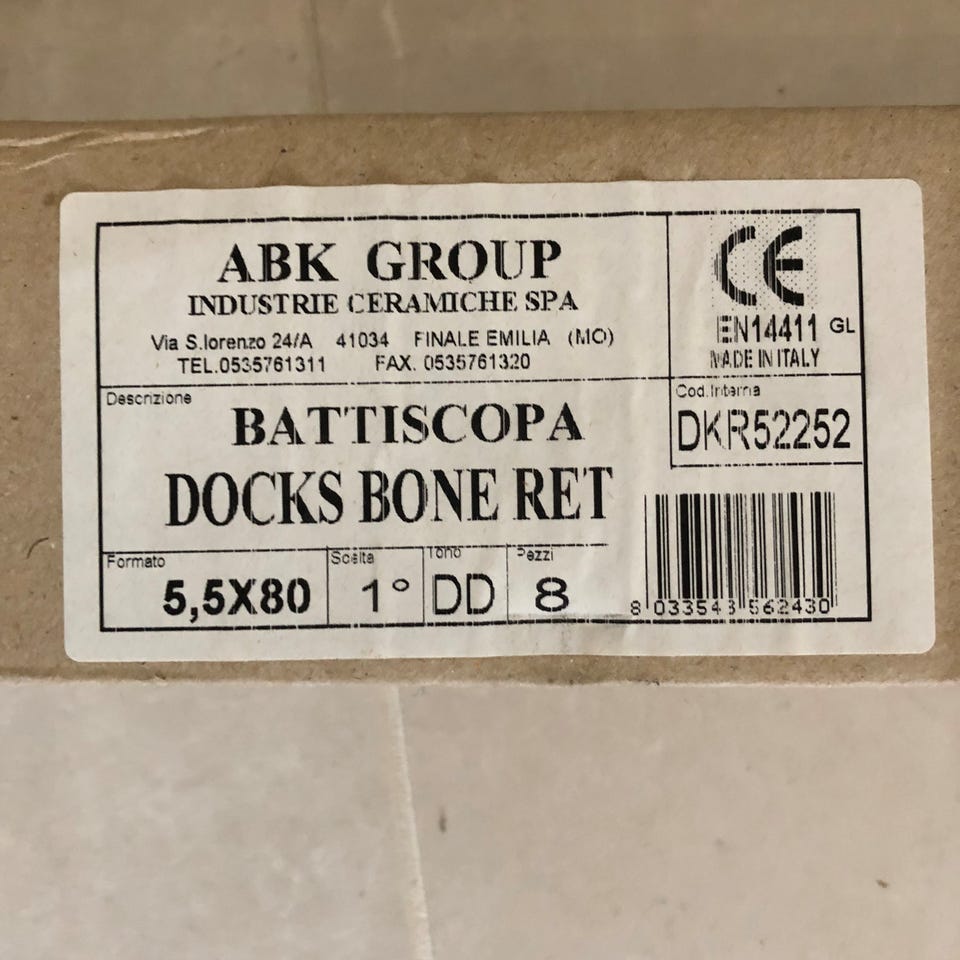 ABK GROUP
INDUSTRIE CERAMICHE SPA
Via S.lorenzo 24/A 41034 FINALE EMILIA (MO)
TEL.0535761311 FAX. 0535761320
CE
EN14411 GL
MADE IN ITALY
Descrizione
BATTISCOPA
DOCKS BONE RET
Cod.Interna
DKR52252
Formato
5,5X80
Scelta
1°
Tono
DD
Pezzi
8
8 033543 562430